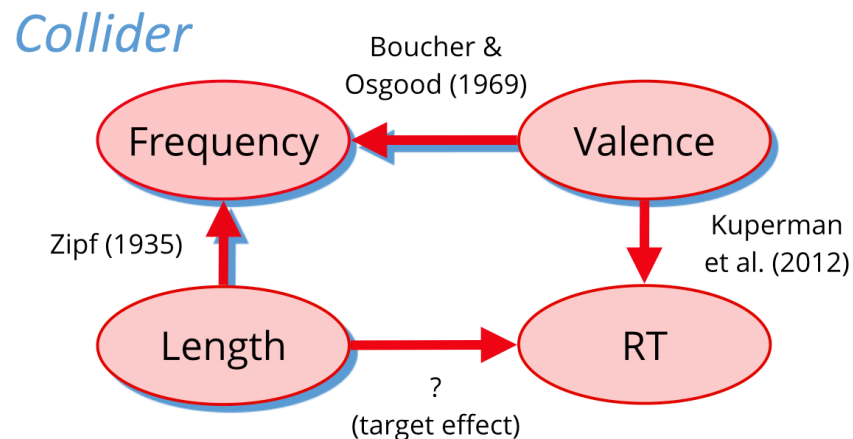 Collider
Boucher &
Osgood (1969)
Frequency
Valence
Zipf (1935)
Kuperman
et al. (2012)
Length
RT
?
(target effect)